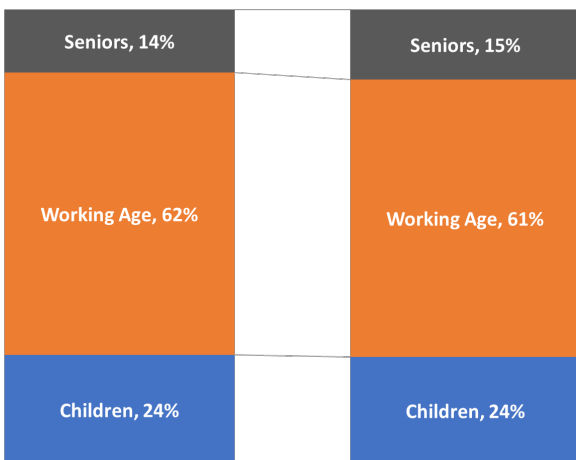 Seniors, 14%
Seniors, 15%
Working Age, 62%
Working Age, 61%
Children, 24%
Children, 24%